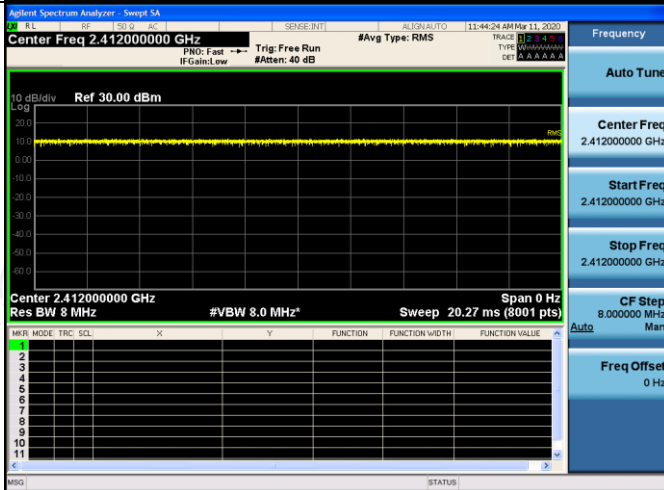 Agilent Spectrum Analyzer - Swept SA
RL RF 50 Ω AC SENSE:INT ALIGN AUTO 11:44:24 AM Mar 11, 2020
Center Freq 2.412000000 GHz
PNO: Fast
IFGain:Low
Trig: Free Run
#Atten: 40 dB
#Avg Type: RMS
TRACE 1 2 3 4 5 6
TYPE
DET A A A A A A
10 dB/div Ref 30.00 dBm
Log
20.0
10.0
0.00
-10.0
-20.0
-30.0
-40.0
-50.0
-60.0
RMS
Center 2.412000000 GHz Span 0 Hz
Res BW 8 MHz #VBW 8.0 MHz* Sweep 20.27 ms (8001 pts)
MKR MODE TRC SCL X Y FUNCTION FUNCTION WIDTH FUNCTION VALUE
1
2
3
4
5
6
7
8
9
10
11
MSG STATUS
Frequency
Auto Tune
Center Freq
2.412000000 GHz
Start Freq
2.412000000 GHz
Stop Freq
2.412000000 GHz
CF Step
8.000000 MHz
Auto Man
Freq Offset
0 Hz